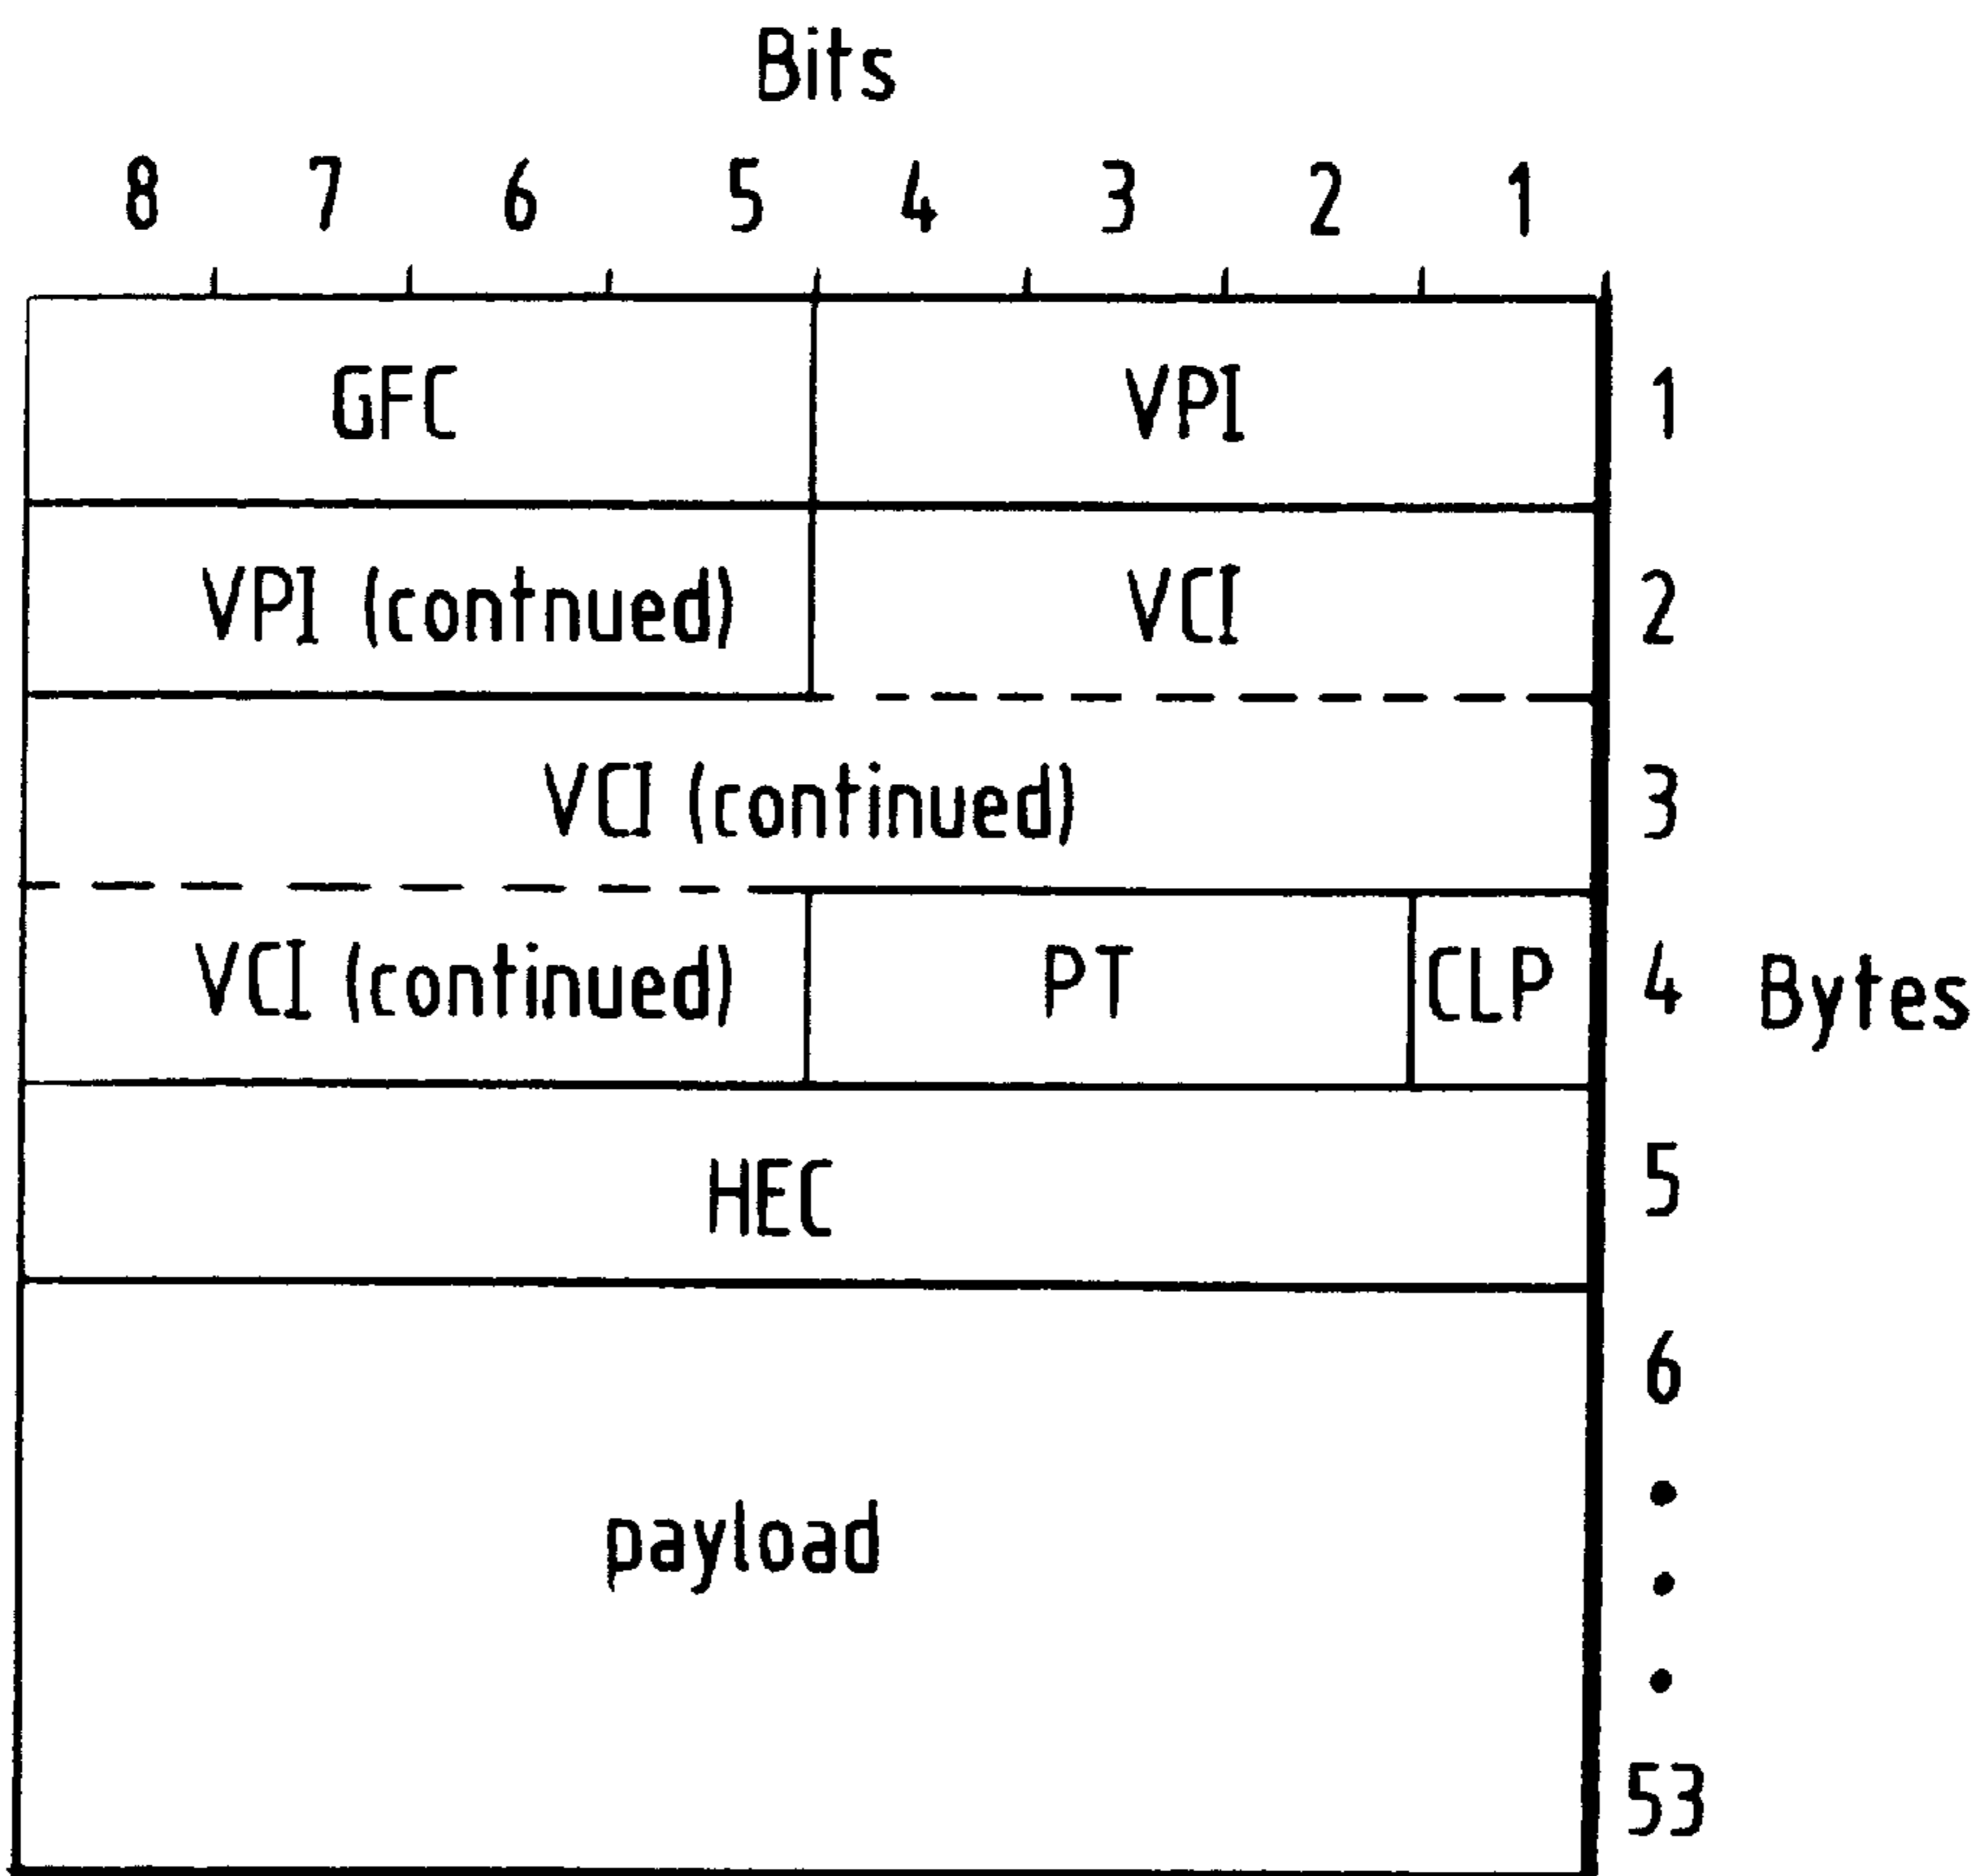 Bits
8 7 6 5 4 3 2 1
GFC VPI 1
VPI (contnued) VCI 2
VCI (continued) 3
VCI (continued) PT CLP 4 Bytes
HEC 5
6
payload
53